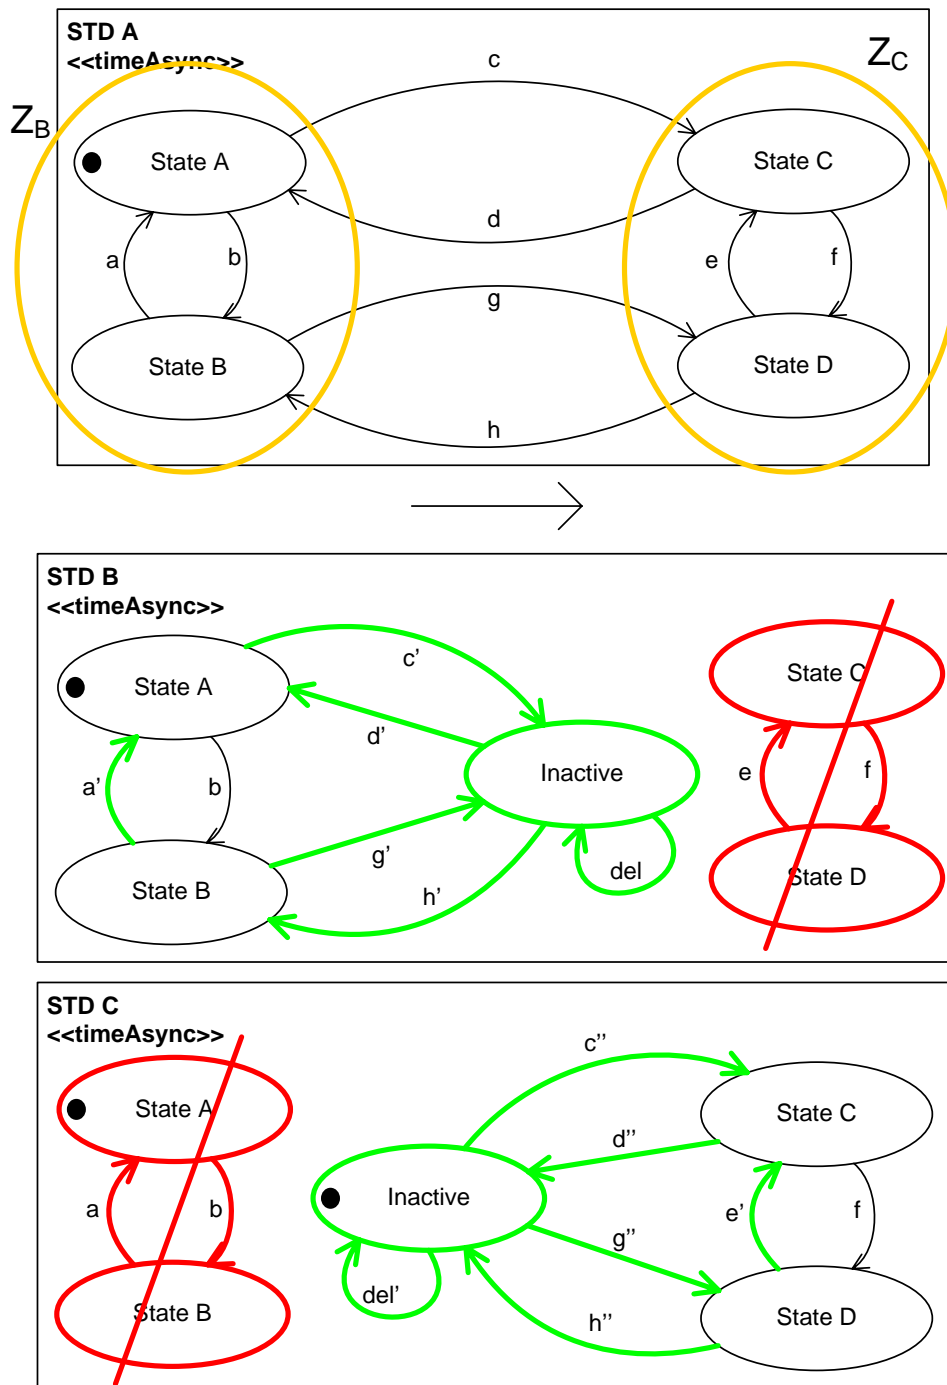 STD A
<<timeAsync>>
c
Z_C
Z_B
State A
State C
d
a
b
e
f
g
State B
State D
h
STD B
<<timeAsync>>
c’
State A
State C
d’
Inactive
a’
b
e
f
g’
del
h’
State B
State D
STD C
<<timeAsync>>
c’’
State A
State C
d’’
Inactive
a
b
e’
f
g’’
del’
h’’
State B
State D